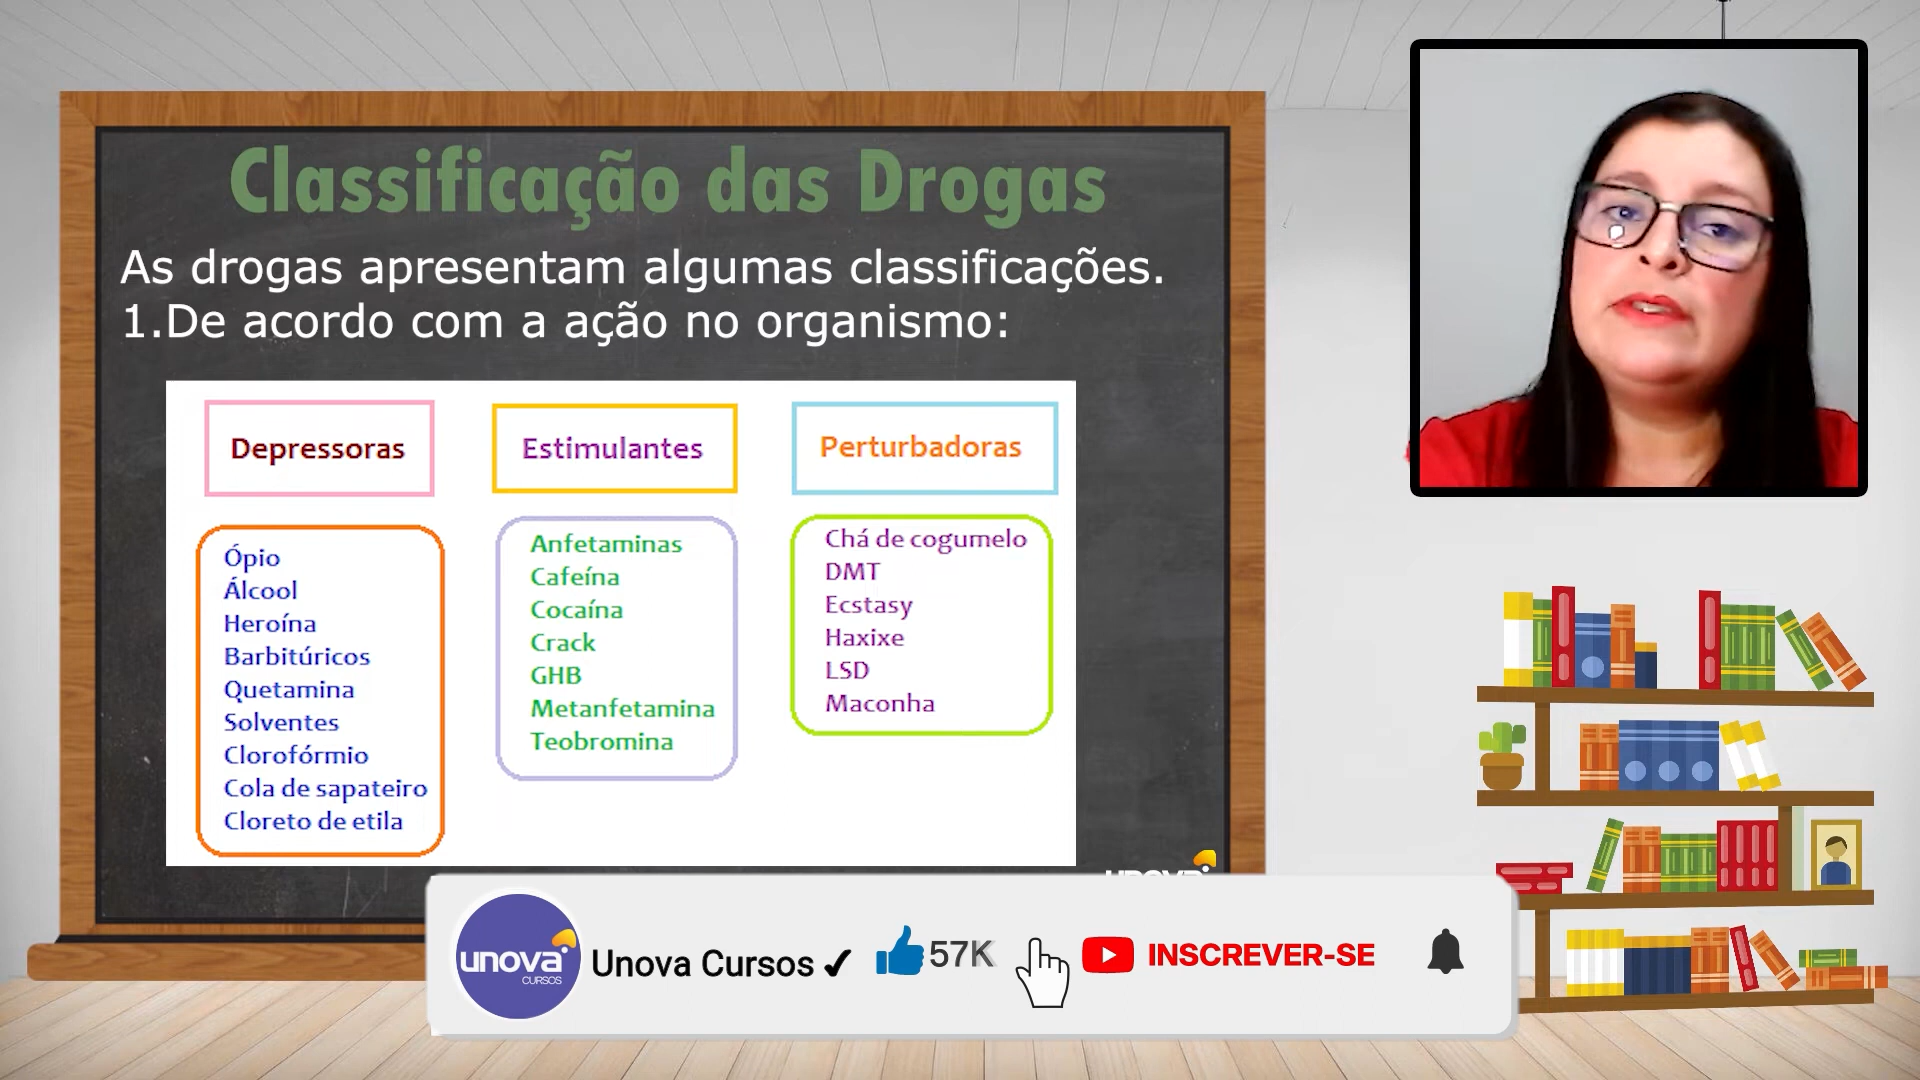 Classificação das Drogas
As drogas apresentam algumas classificações.
1.De acordo com a ação no organismo:
Depressoras
Estimulantes
Perturbadoras
Ópio
Álcool
Heroína
Barbitúricos
Quetamina
Solventes
Clorofórmio
Cola de sapateiro
Cloreto de etila
Anfetaminas
Cafeína
Cocaína
Crack
GHB
Metanfetamina
Teobromina
Chá de cogumelo
DMT
Ecstasy
Haxixe
LSD
Maconha
unova
CURSOS
Unova Cursos ✔
57K
INSCREVER-SE